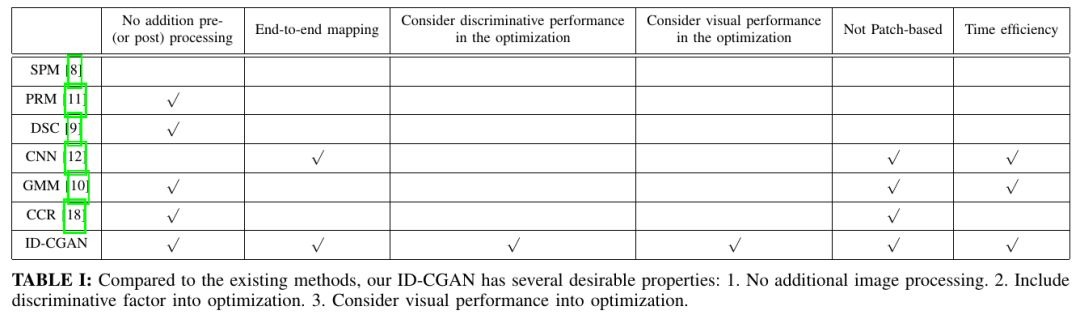 No addition pre- (or post) processing End-to-end mapping Consider discriminative performance in the optimization Consider visual performance in the optimization Not Patch-based Time efficiency
SPM [8]
PRM [11] √
DSC [9] √
CNN [12] √ √ √
GMM [10] √ √ √
CCR [18] √ √
ID-CGAN √ √ √ √ √ √
TABLE I: Compared to the existing methods, our ID-CGAN has several desirable properties: 1. No additional image processing. 2. Include
discriminative factor into optimization. 3. Consider visual performance into optimization.